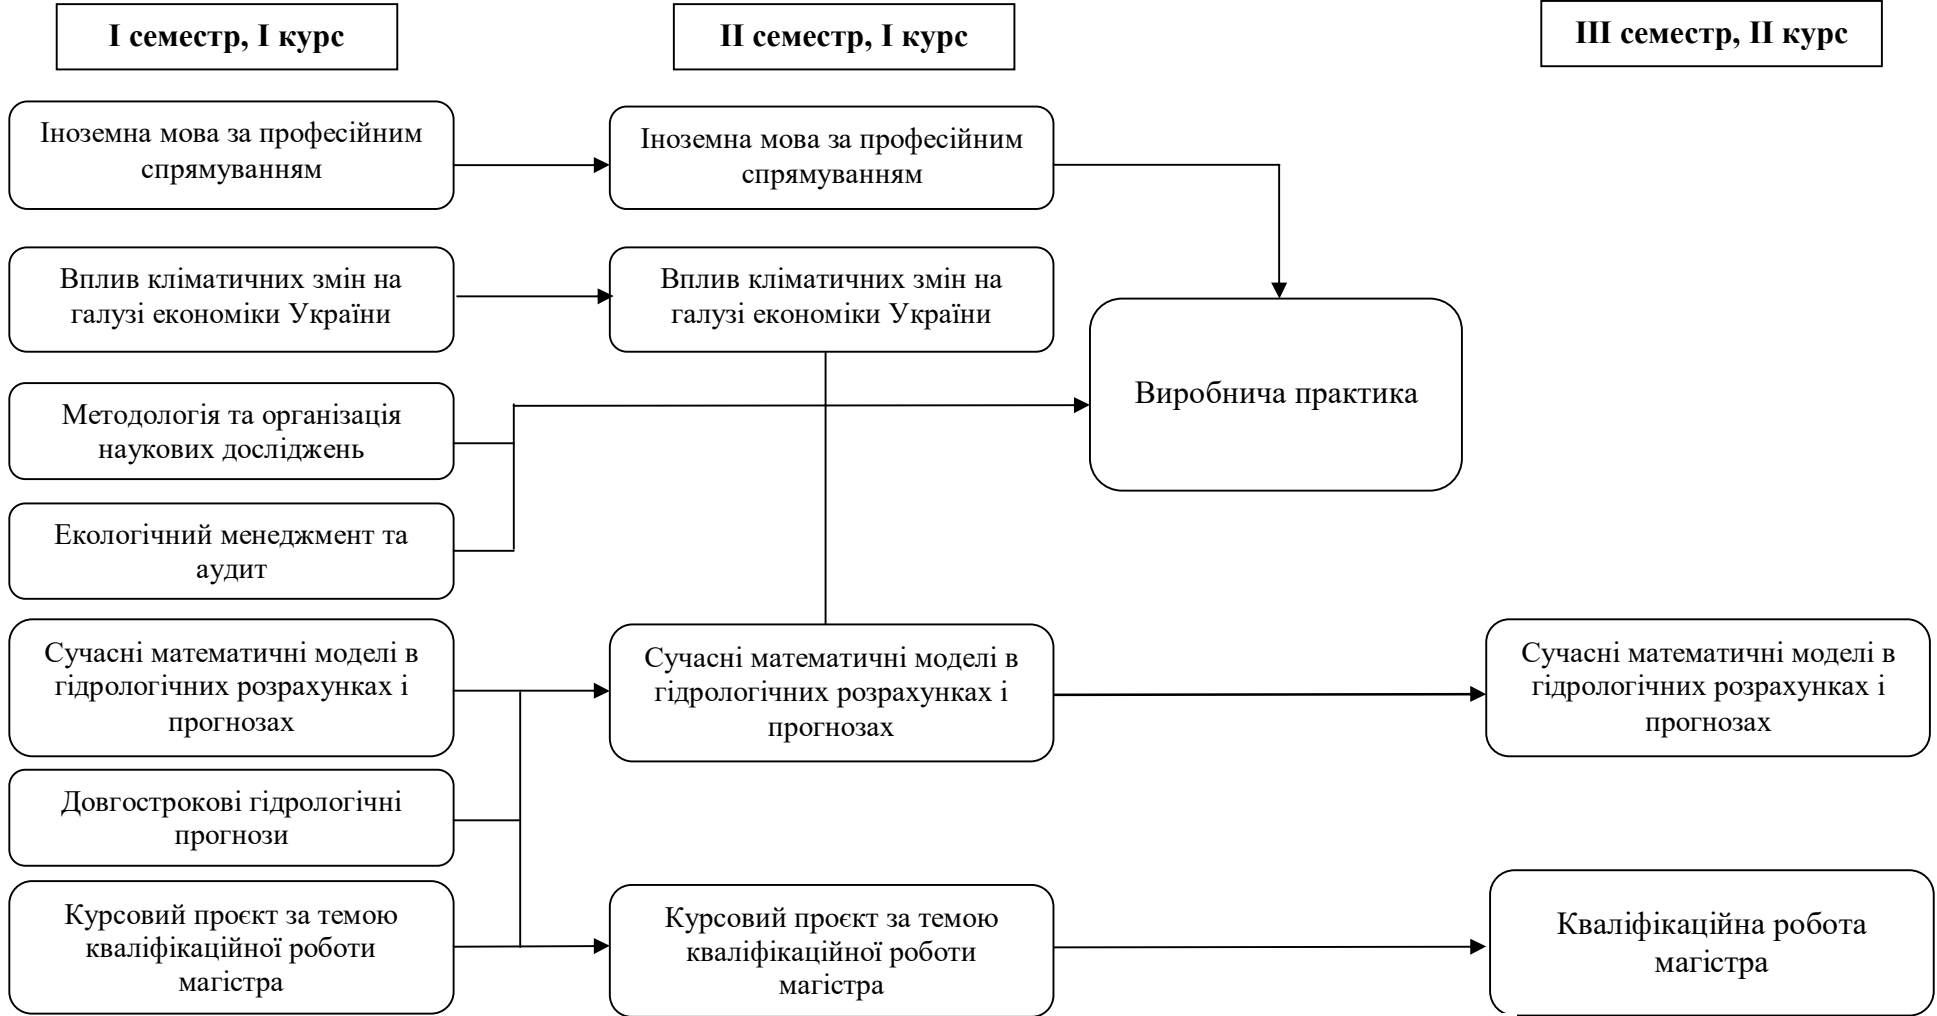 І семестр, І курс
ІІ семестр, І курс
ІІІ семестр, ІІ курс
Іноземна мова за професійним
спрямуванням
Іноземна мова за професійним
спрямуванням
Вплив кліматичних змін на
галузі економіки України
Вплив кліматичних змін на
галузі економіки України
Виробнича практика
Методологія та організація
наукових досліджень
Екологічний менеджмент та
аудит
Сучасні математичні моделі в
гідрологічних розрахунках і
прогнозах
Сучасні математичні моделі в
гідрологічних розрахунках і
прогнозах
Сучасні математичні моделі в
гідрологічних розрахунках і
прогнозах
Довгострокові гідрологічні
прогнози
Курсовий проєкт за темою
кваліфікаційної роботи
магістра
Курсовий проєкт за темою
кваліфікаційної роботи
магістра
Кваліфікаційна робота
магістра